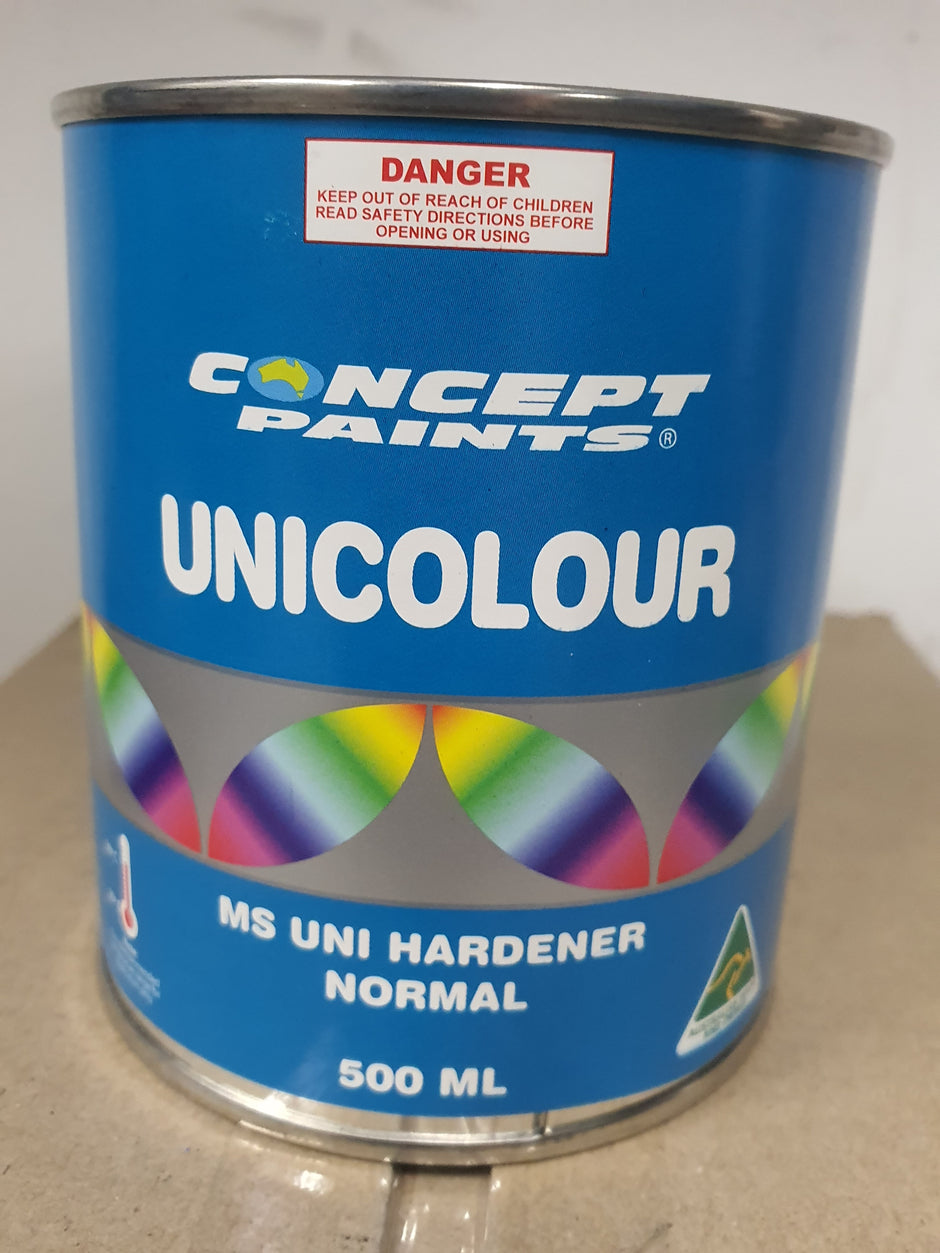 DANGER
KEEP OUT OF REACH OF CHILDREN
READ SAFETY DIRECTIONS BEFORE
OPENING OR USING
CONCEPT
PAINTS®
UNICOLOUR
MS UNI HARDENER
NORMAL
500 ML